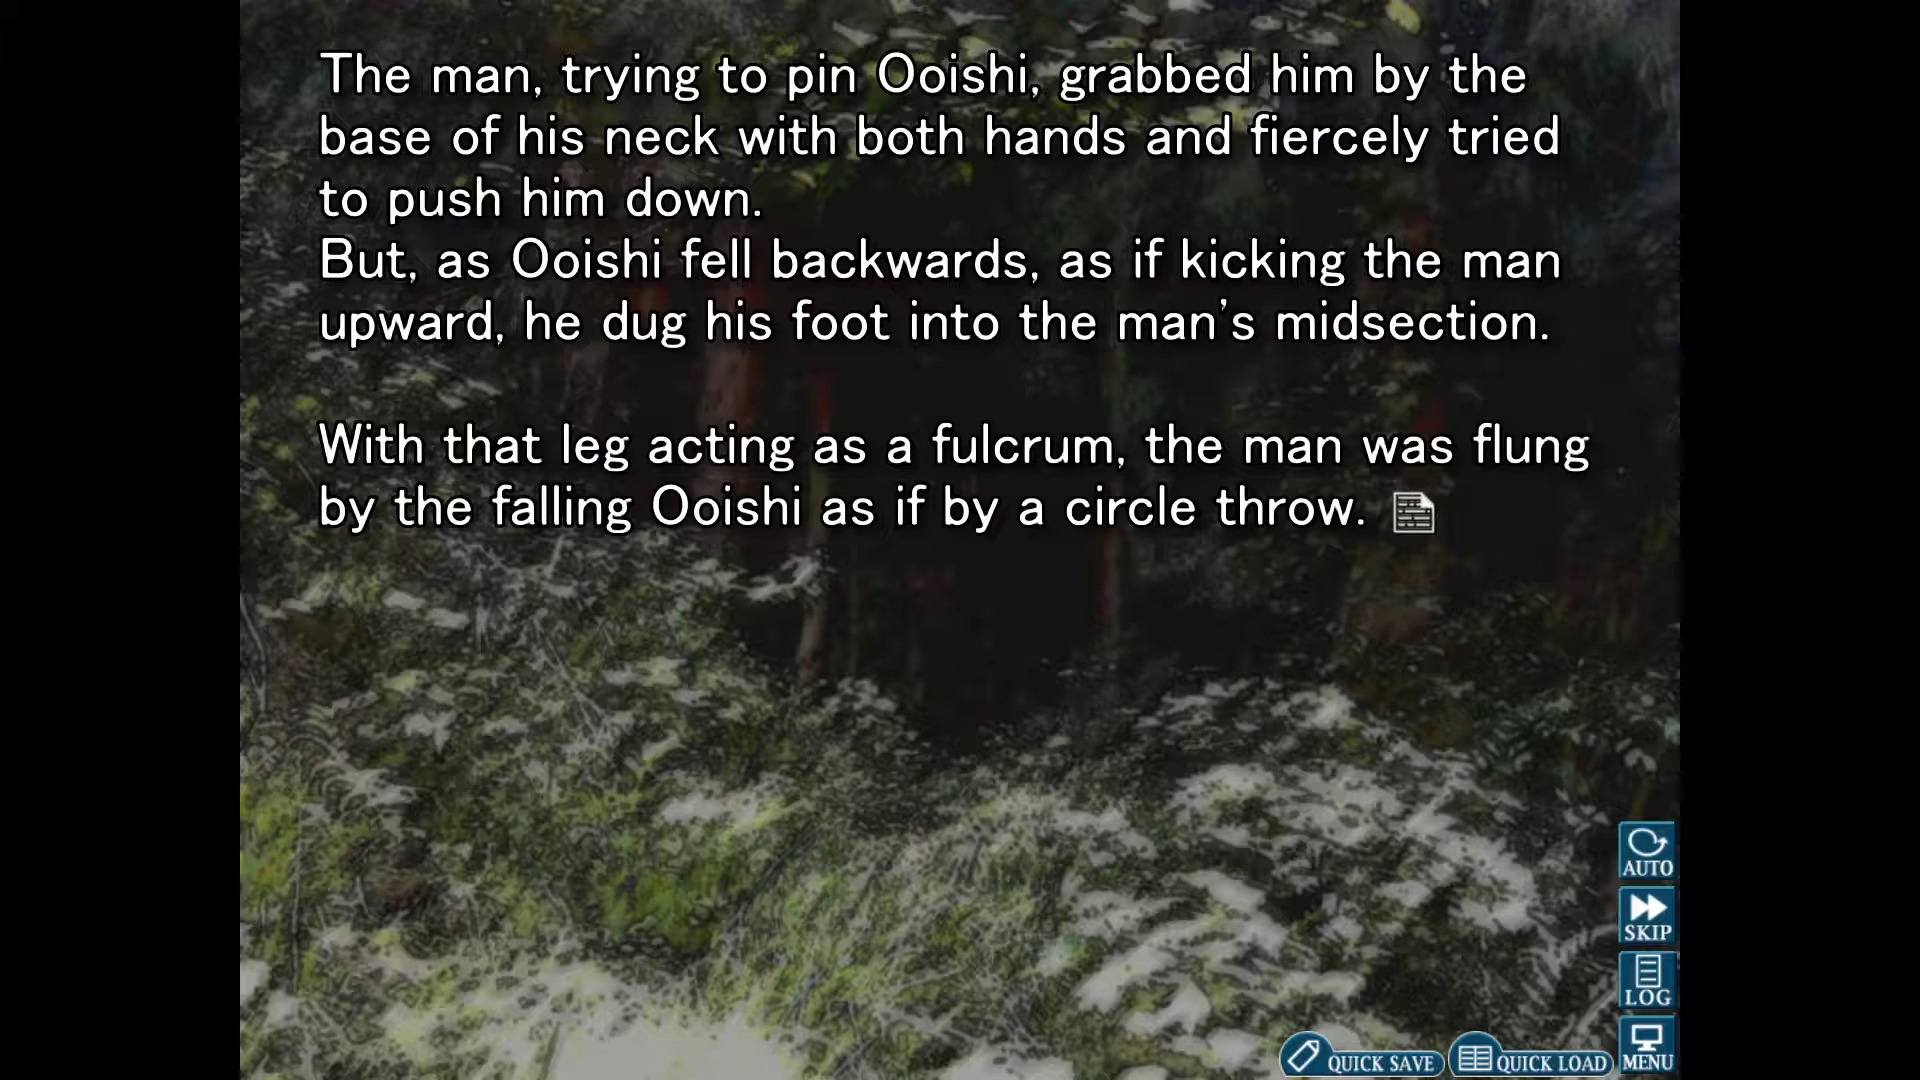 The man, trying to pin Ooishi, grabbed him by the
base of his neck with both hands and fiercely tried
to push him down.
But, as Ooishi fell backwards, as if kicking the man
upward, he dug his foot into the man's midsection.
With that leg acting as a fulcrum, the man was flung
by the falling Ooishi as if by a circle throw.
AUTO
SKIP
LOG
MENU
QUICK SAVE
QUICK LOAD